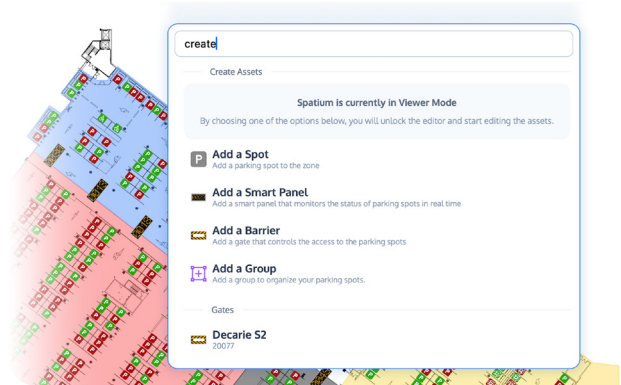 create
Create Assets
Spatium is currently in Viewer Mode
By choosing one of the options below, you will unlock the editor and start editing the assets.
P
Add a Spot
Add a parking spot to the zone
Add a Smart Panel
Add a smart panel that monitors the status of parking spots in real time
Add a Barrier
Add a gate that controls the access to the parking spots
Add a Group
Add a group to organize your parking spots.
Gates
Decarie S2
20077